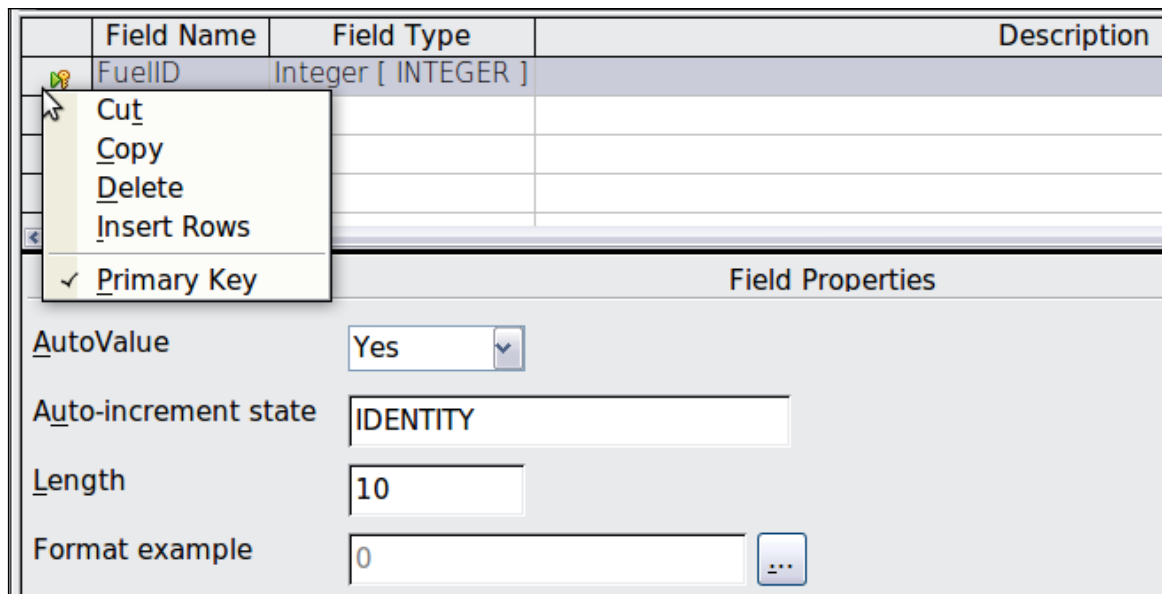 Field Name Field Type Description
FuelID Integer [ INTEGER ]
Cut
Copy
Delete
Insert Rows
Primary Key
Field Properties
AutoValue Yes
Auto-increment state IDENTITY
Length 10
Format example 0 ...